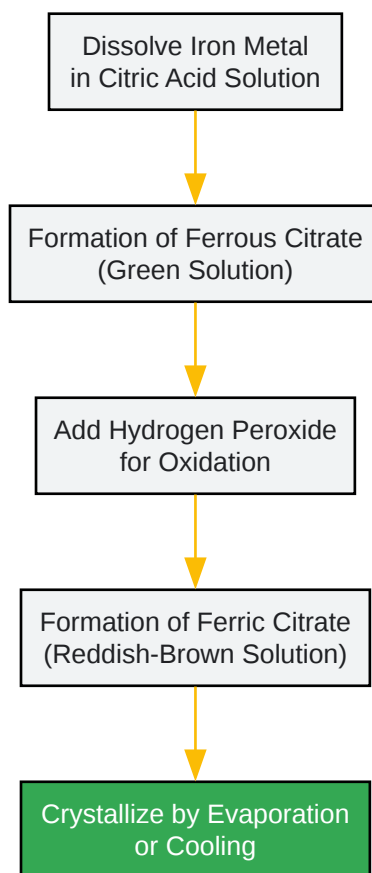 Dissolve Iron Metal
in Citric Acid Solution
Formation of Ferrous Citrate
(Green Solution)
Add Hydrogen Peroxide
for Oxidation
Formation of Ferric Citrate
(Reddish-Brown Solution)
Crystallize by Evaporation
or Cooling